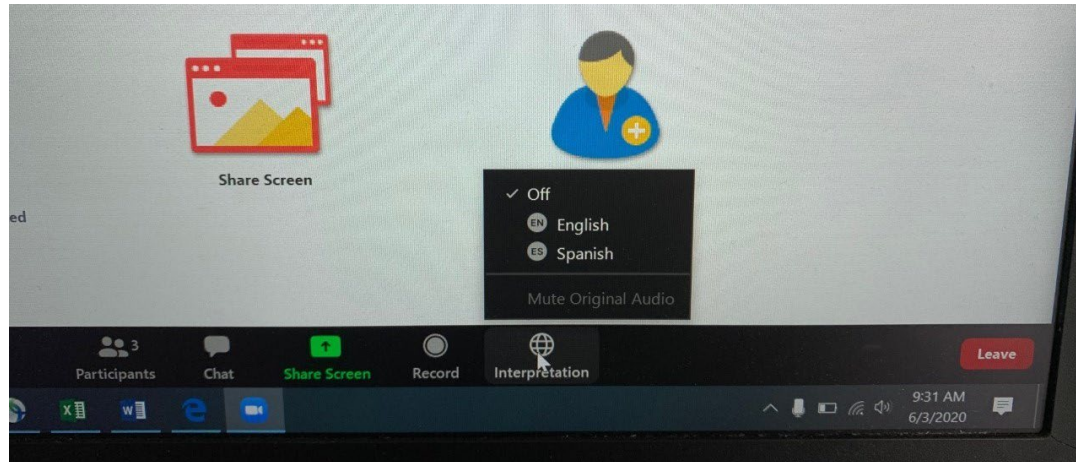 Share Screen
ed
Off
EN English
ES Spanish
Mute Original Audio
3
Participants
Chat
Share Screen
Record
Interpretation
Leave
9:31 AM
6/3/2020